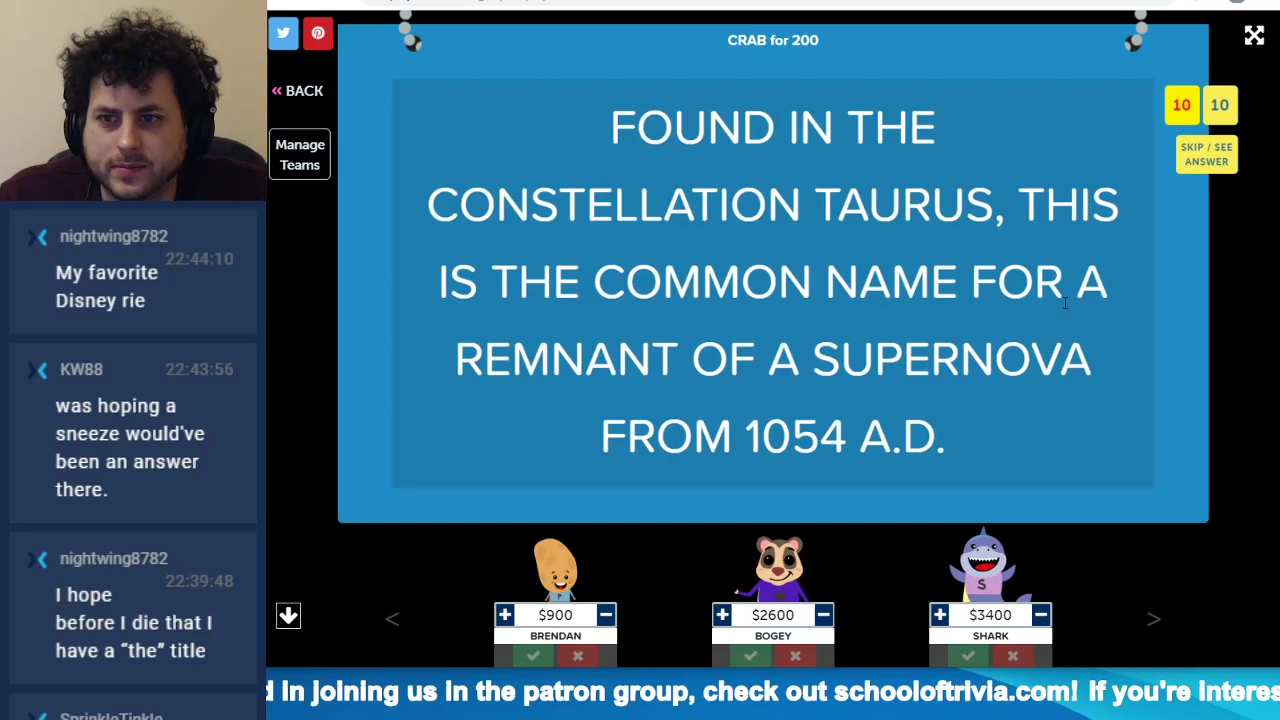 CRAB for 200
« BACK
Manage
Teams
10 10
SKIP / SEE
ANSWER
FOUND IN THE
CONSTELLATION TAURUS, THIS
IS THE COMMON NAME FOR A
REMNANT OF A SUPERNOVA
FROM 1054 A.D.
nightwing8782
22:44:10
My favorite
Disney rie
KW88 22:43:56
was hoping a
sneeze would've
been an answer
there.
nightwing8782
22:39:48
I hope
before I die that I
have a “the” title
SprinkleTinkle
S
+ $900 −
BRENDAN
+ $2600 −
BOGEY
+ $3400 −
SHARK
< >
in joining us in the patron group, check out schooloftrivia.com! If you're